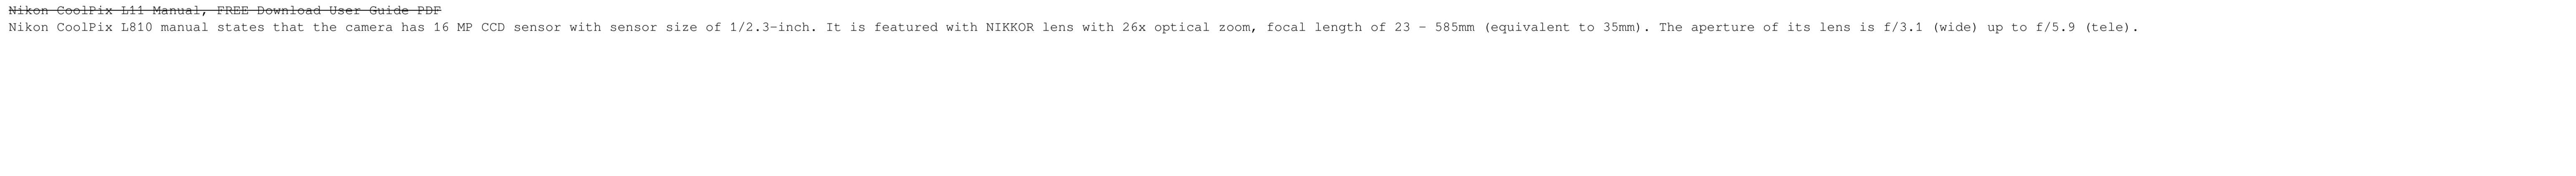 Nikon CoolPix L11 Manual, FREE Download User Guide PDF
Nikon CoolPix L810 manual states that the camera has 16 MP CCD sensor with sensor size of 1/2.3-inch. It is featured with NIKKOR lens with 26x optical zoom, focal length of 23 – 585mm (equivalent to 35mm). The aperture of its lens is f/3.1 (wide) up to f/5.9 (tele).